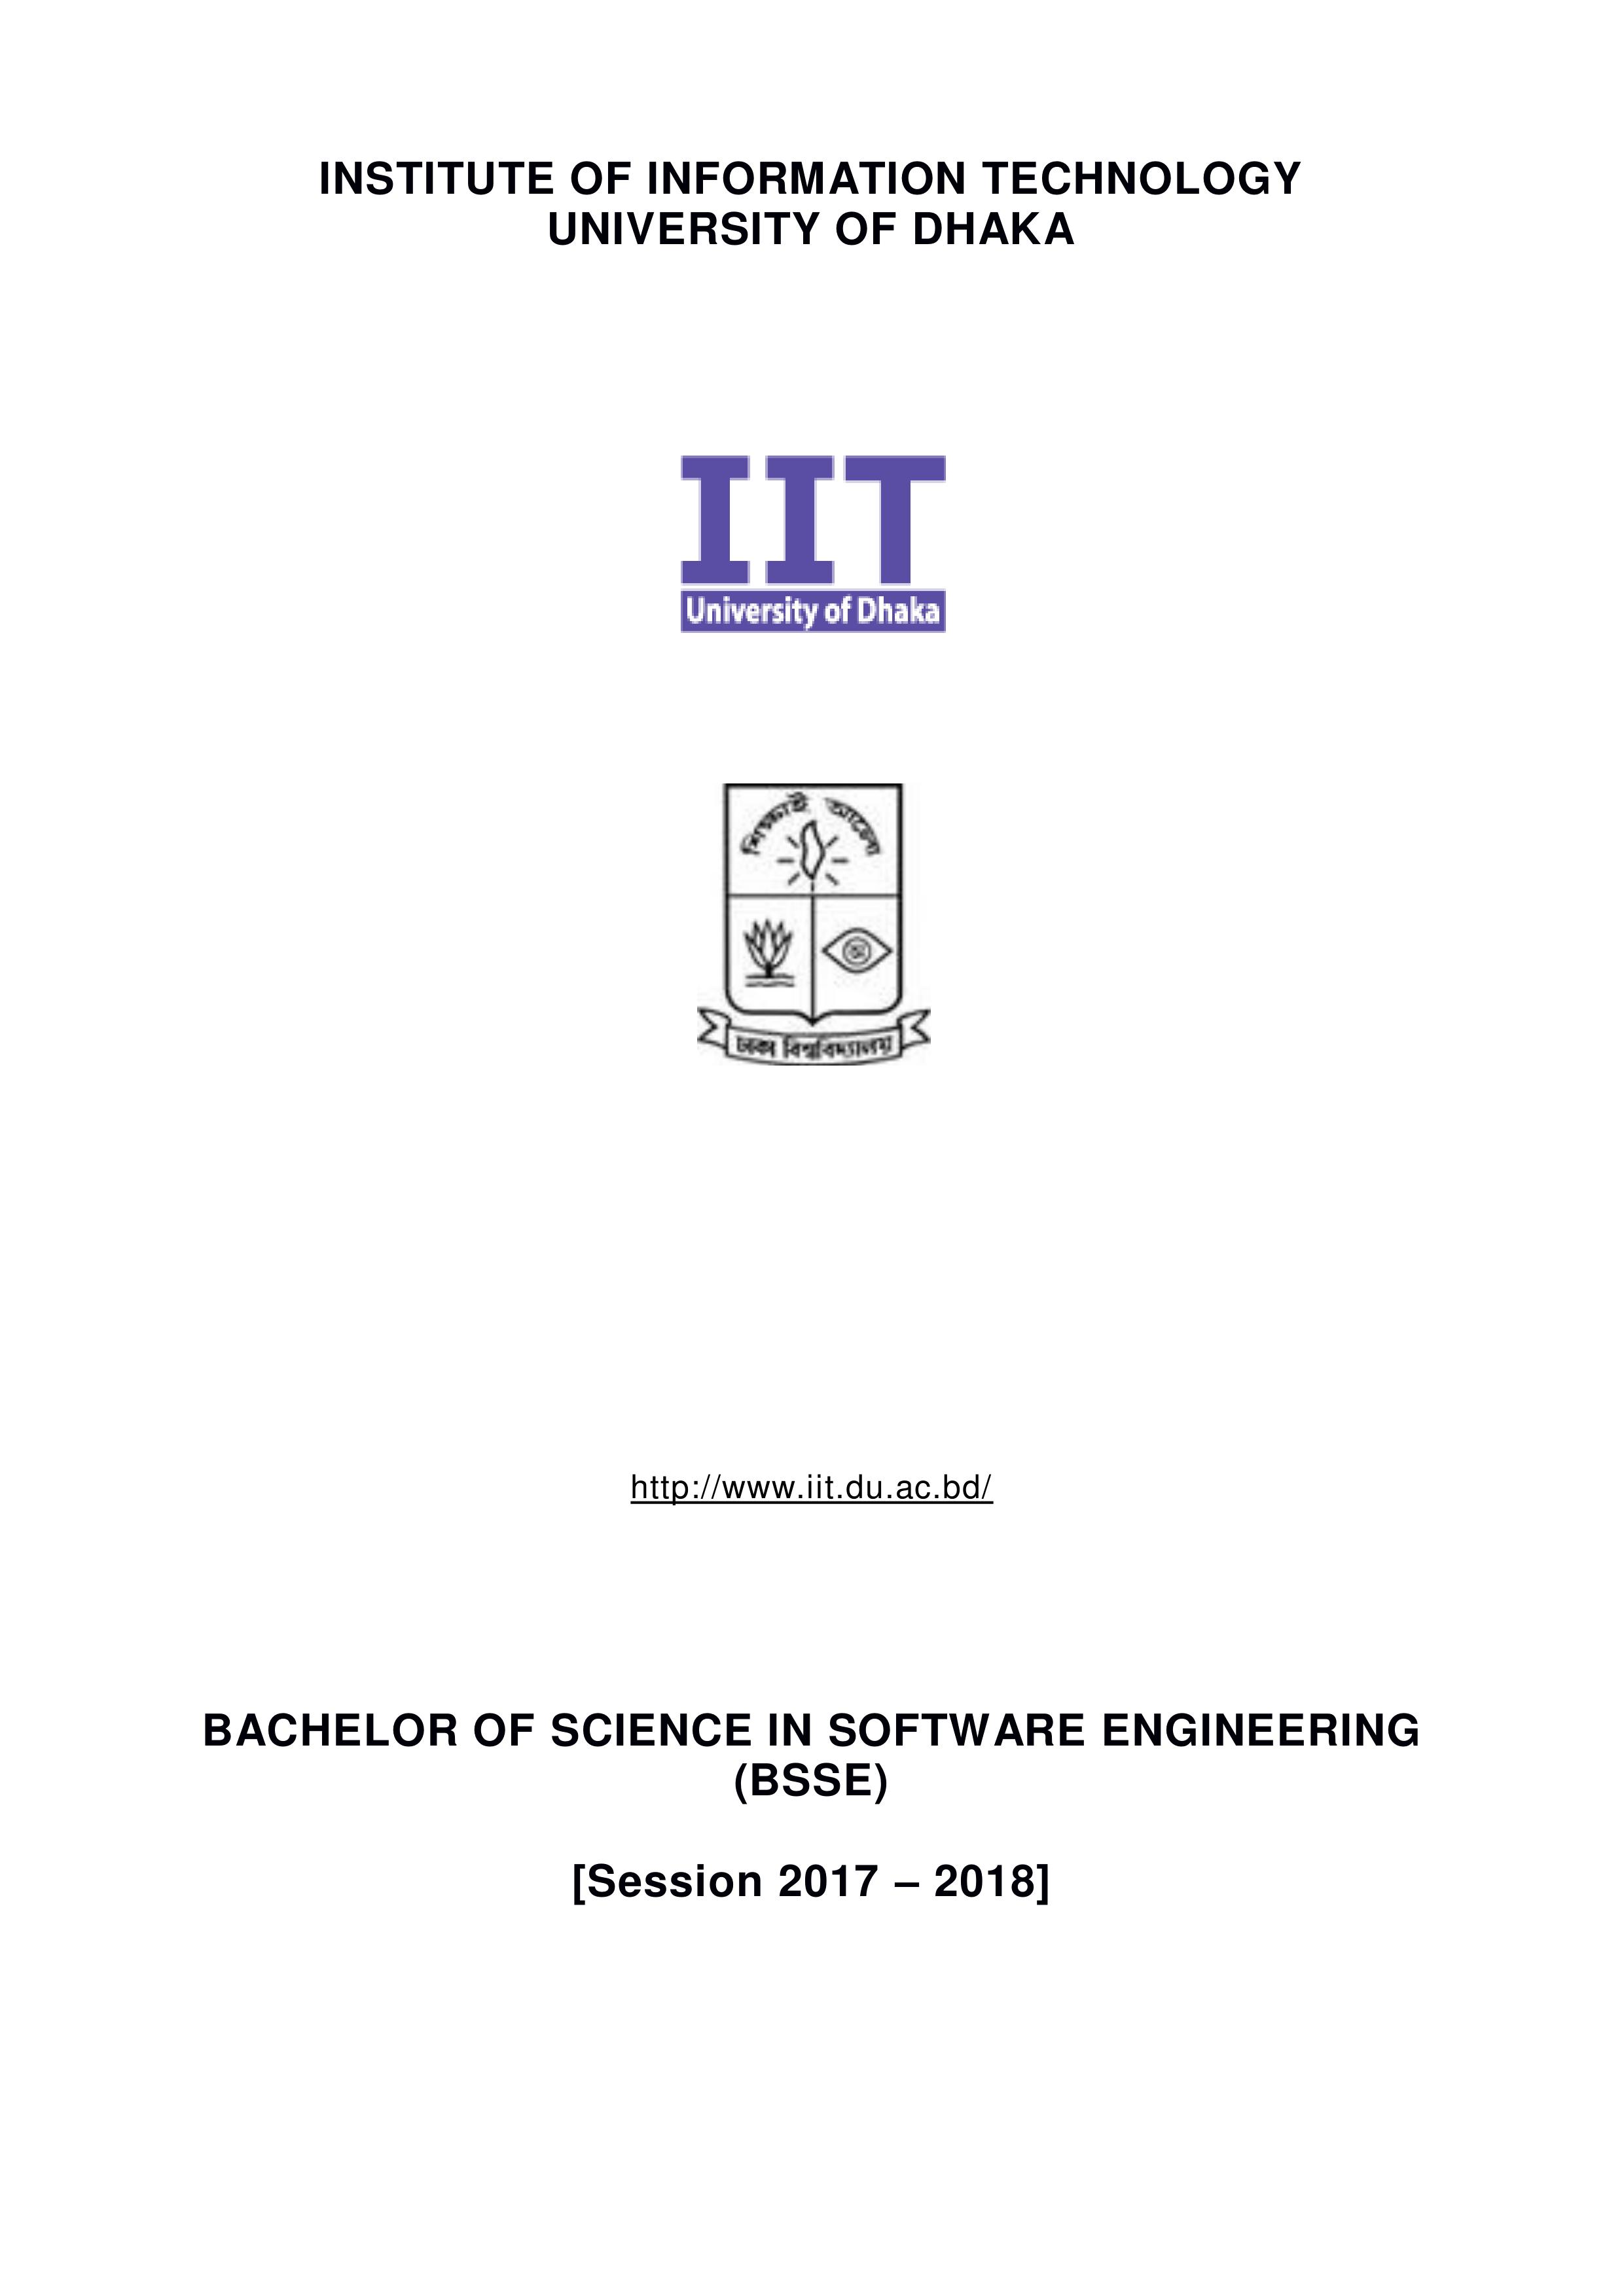 INSTITUTE OF INFORMATION TECHNOLOGY
UNIVERSITY OF DHAKA
IIT
University of Dhaka
শিক্ষাই আলো
ঢাকা বিশ্ববিদ্যালয়
http://www.iit.du.ac.bd/
BACHELOR OF SCIENCE IN SOFTWARE ENGINEERING
(BSSE)
[Session 2017 – 2018]